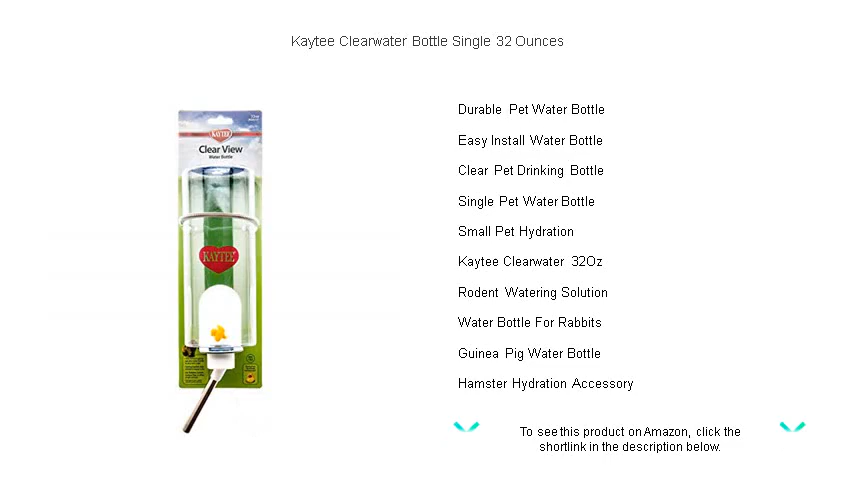 Kaytee Clearwater Bottle Single 32 Ounces
KAYTEE
Clear View
Water Bottle
KAYTEE
Durable Pet Water Bottle
Easy Install Water Bottle
Clear Pet Drinking Bottle
Single Pet Water Bottle
Small Pet Hydration
Kaytee Clearwater 32Oz
Rodent Watering Solution
Water Bottle For Rabbits
Guinea Pig Water Bottle
Hamster Hydration Accessory
To see this product on Amazon, click the
shortlink in the description below.